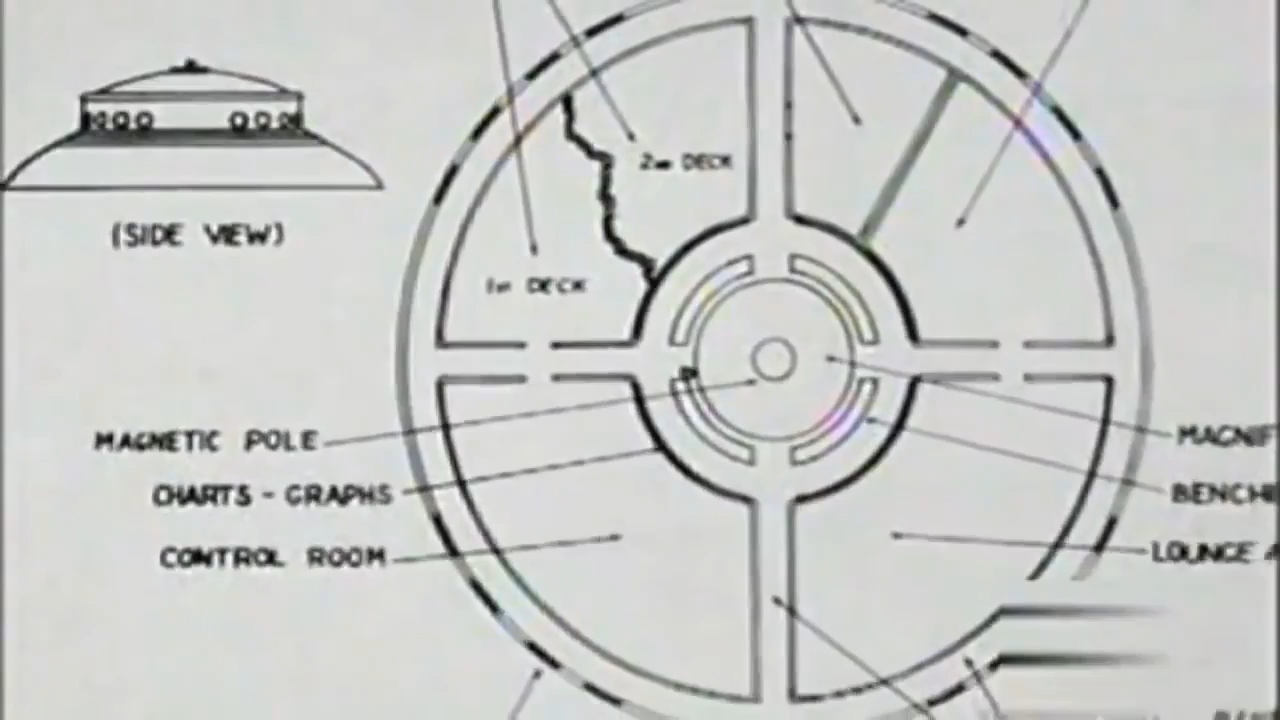 2ND DECK
(SIDE VIEW)
1ST DECK
MAGNETIC POLE
MAGNIF
CHARTS - GRAPHS
BENCHE
CONTROL ROOM
LOUNGE A